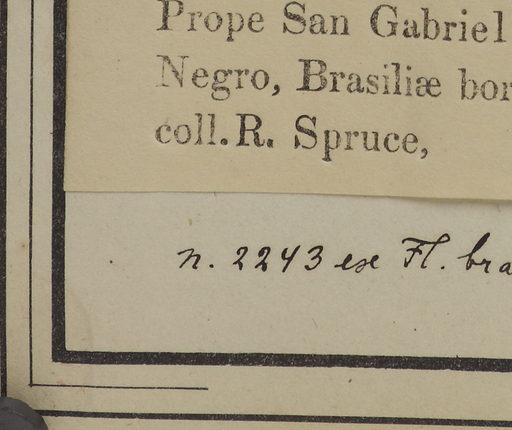 Prope San Gabriel
Negro, Brasiliæ bor
coll. R. Spruce,
n. 2243 ex Fl. bra